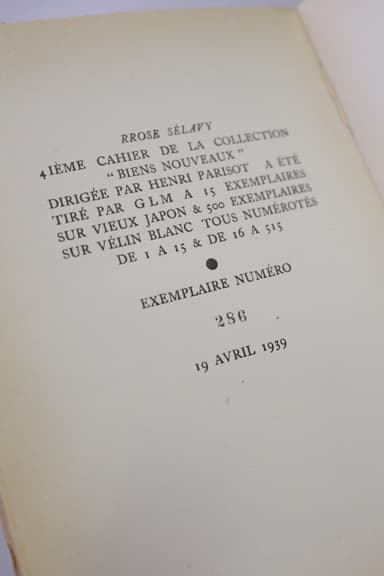 RROSE SÉLAVY
4IÈME CAHIER DE LA COLLECTION
"BIENS NOUVEAUX"
DIRIGÉE PAR HENRI PARISOT A ÉTÉ
TIRÉ PAR G L M A 15 EXEMPLAIRES
SUR VIEUX JAPON & 500 EXEMPLAIRES
SUR VÉLIN BLANC TOUS NUMÉROTÉS
DE 1 A 15 & DE 16 A 515
●
EXEMPLAIRE NUMÉRO
286
19 AVRIL 1939